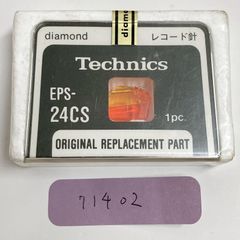 diamond
レコード針
Technics
EPS-
24CS
1pc.
ORIGINAL REPLACEMENT PART
71402